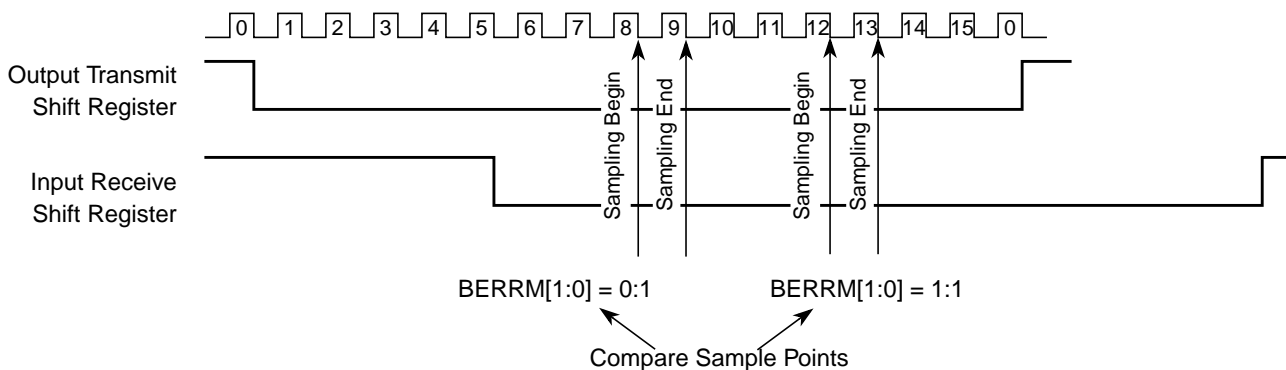 0 1 2 3 4 5 6 7 8 9 10 11 12 13 14 15 0
Output Transmit
Shift Register
Input Receive
Shift Register
Sampling Begin
Sampling End
Sampling Begin
Sampling End
BERRM[1:0] = 0:1
BERRM[1:0] = 1:1
Compare Sample Points